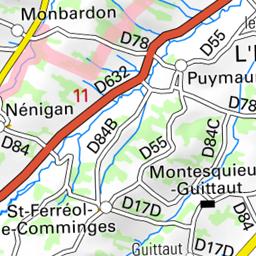 Monbardon
le
D78
D55
L'I
D632
Puymau
11
D78
Nénigan
D84B
D84
D55
D84C
Montesquieu
-Guittaut
St-Ferréol-
e-Comminges
D17D
D84
Guittaut
D17D